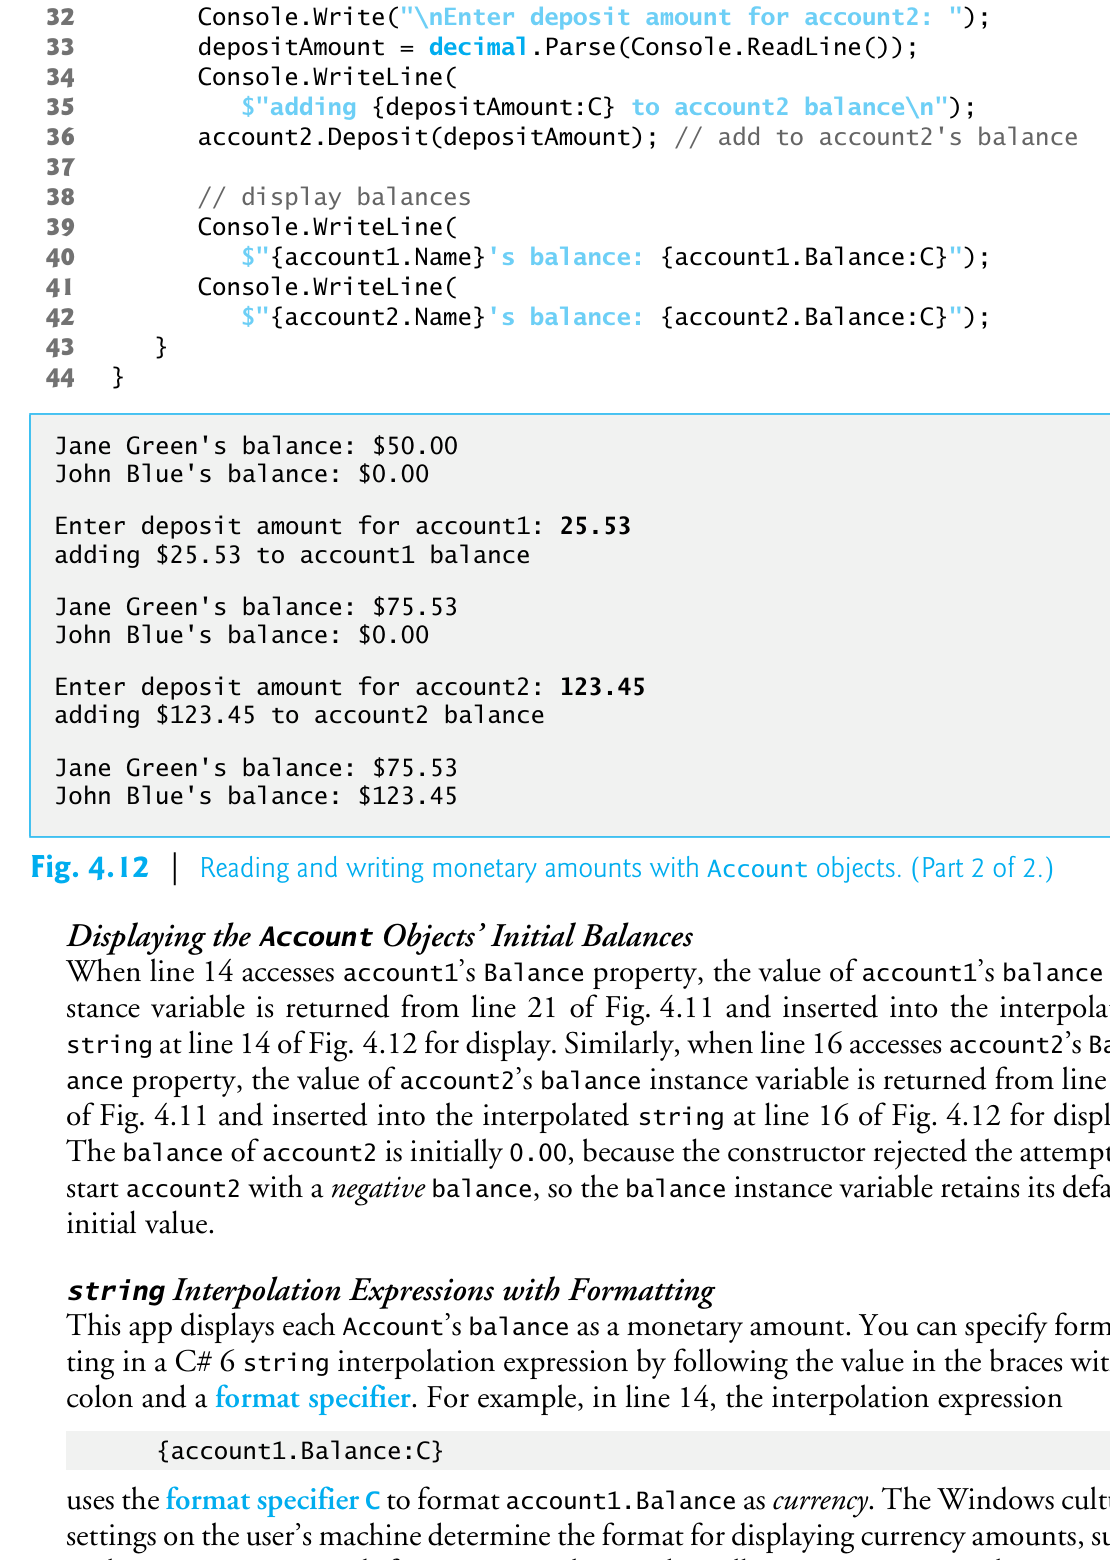 32 Console.Write("\nEnter deposit amount for account2: ");
33 depositAmount = decimal.Parse(Console.ReadLine());
34 Console.WriteLine(
35 $"adding {depositAmount:C} to account2 balance\n");
36 account2.Deposit(depositAmount); // add to account2's balance
37
38 // display balances
39 Console.WriteLine(
40 $"{account1.Name}'s balance: {account1.Balance:C}");
41 Console.WriteLine(
42 $"{account2.Name}'s balance: {account2.Balance:C}");
43 }
44 }
Jane Green's balance: $50.00
John Blue's balance: $0.00
Enter deposit amount for account1: 25.53
adding $25.53 to account1 balance
Jane Green's balance: $75.53
John Blue's balance: $0.00
Enter deposit amount for account2: 123.45
adding $123.45 to account2 balance
Jane Green's balance: $75.53
John Blue's balance: $123.45
Fig. 4.12 | Reading and writing monetary amounts with Account objects. (Part 2 of 2.)
Displaying the Account Objects’ Initial Balances
When line 14 accesses account1’s Balance property, the value of account1’s balance
stance variable is returned from line 21 of Fig. 4.11 and inserted into the interpola
string at line 14 of Fig. 4.12 for display. Similarly, when line 16 accesses account2’s Ba
ance property, the value of account2’s balance instance variable is returned from line
of Fig. 4.11 and inserted into the interpolated string at line 16 of Fig. 4.12 for displ
The balance of account2 is initially 0.00, because the constructor rejected the attempt
start account2 with a negative balance, so the balance instance variable retains its defa
initial value.
string Interpolation Expressions with Formatting
This app displays each Account’s balance as a monetary amount. You can specify form
ting in a C# 6 string interpolation expression by following the value in the braces wit
colon and a format specifier. For example, in line 14, the interpolation expression
{account1.Balance:C}
uses the format specifier C to format account1.Balance as currency. The Windows cult
settings on the user’s machine determine the format for displaying currency amounts, su